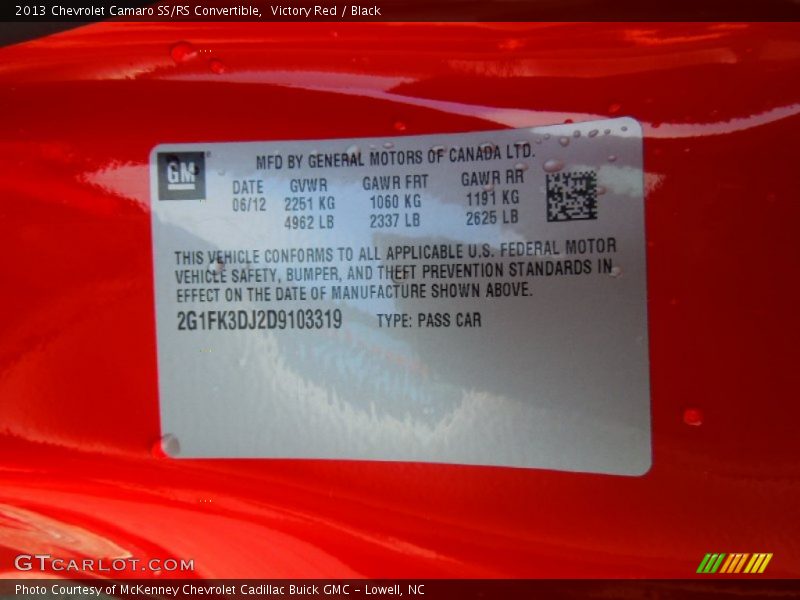 2013 Chevrolet Camaro SS/RS Convertible, Victory Red / Black
GM
MFD BY GENERAL MOTORS OF CANADA LTD.
DATE GVWR GAWR FRT GAWR RR
06/12 2251 KG 1060 KG 1191 KG
4962 LB 2337 LB 2625 LB
THIS VEHICLE CONFORMS TO ALL APPLICABLE U.S. FEDERAL MOTOR
VEHICLE SAFETY, BUMPER, AND THEFT PREVENTION STANDARDS IN
EFFECT ON THE DATE OF MANUFACTURE SHOWN ABOVE.
2G1FK3DJ2D9103319 TYPE: PASS CAR
GTCARLOT.COM
Photo Courtesy of McKenney Chevrolet Cadillac Buick GMC - Lowell, NC